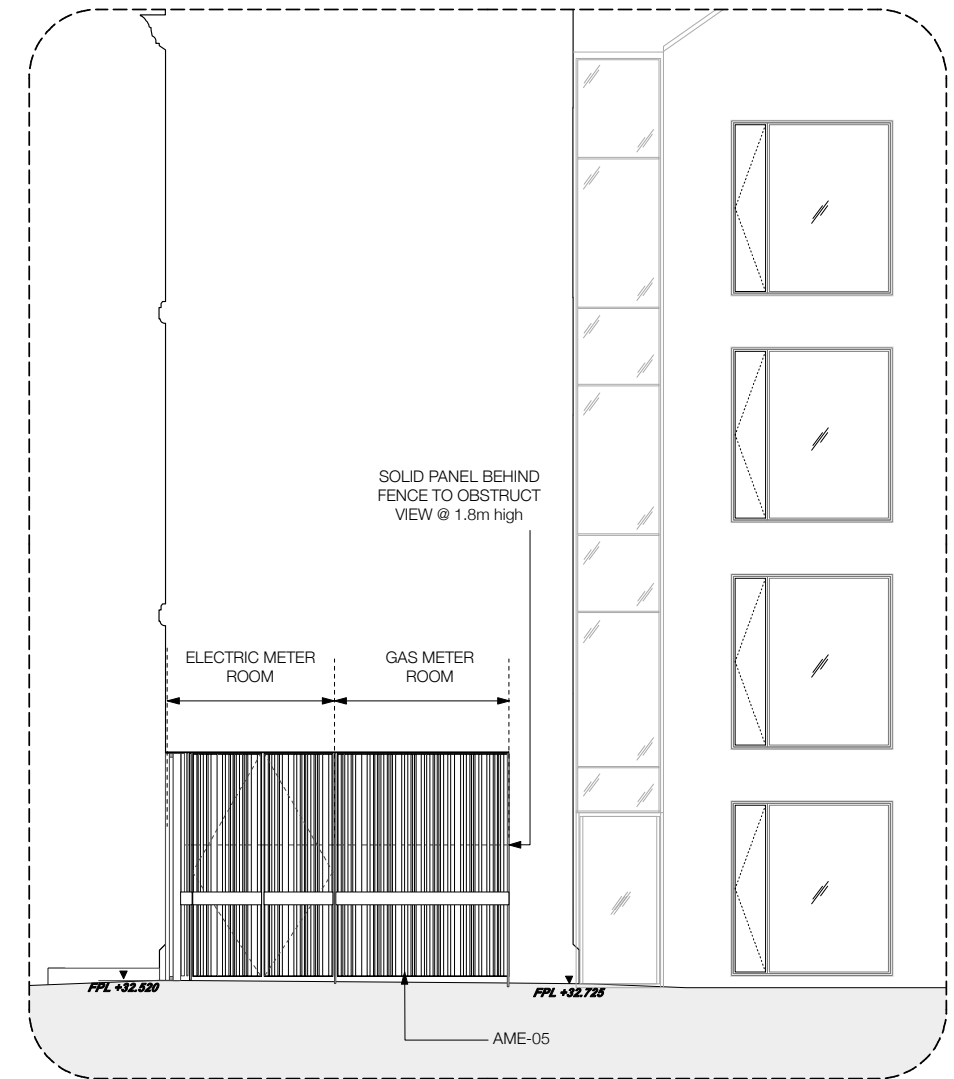 SOLID PANEL BEHIND
FENCE TO OBSTRUCT
VIEW @ 1.8m high
ELECTRIC METER
ROOM
GAS METER
ROOM
FPL +32.520
FPL +32.725
AME-05